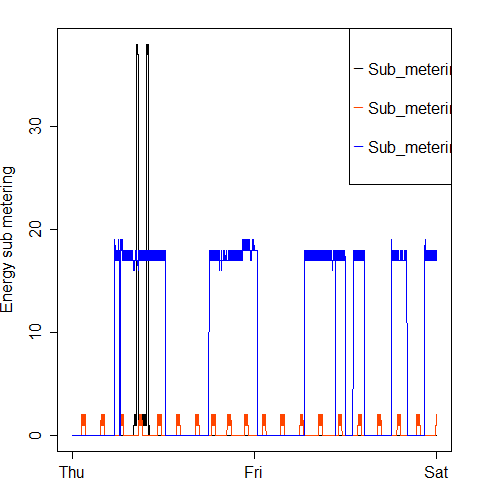 Energy sub metering
0
10
20
30
Thu
Fri
Sat
Sub_meterin
Sub_meterin
Sub_meterin